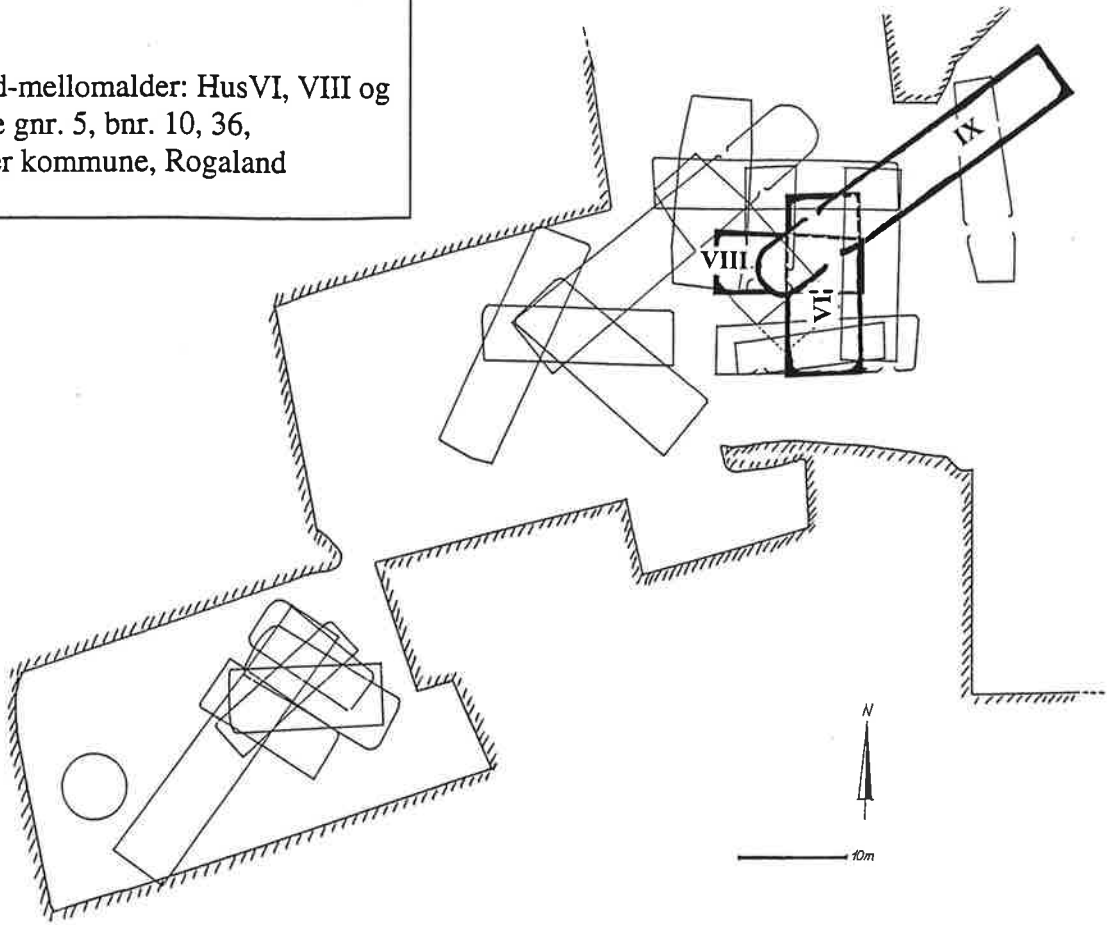 d-mellomalder: HusVI, VIII og
e gnr. 5, bnr. 10, 36,
er kommune, Rogaland
IX
VIII
VI
N
10m